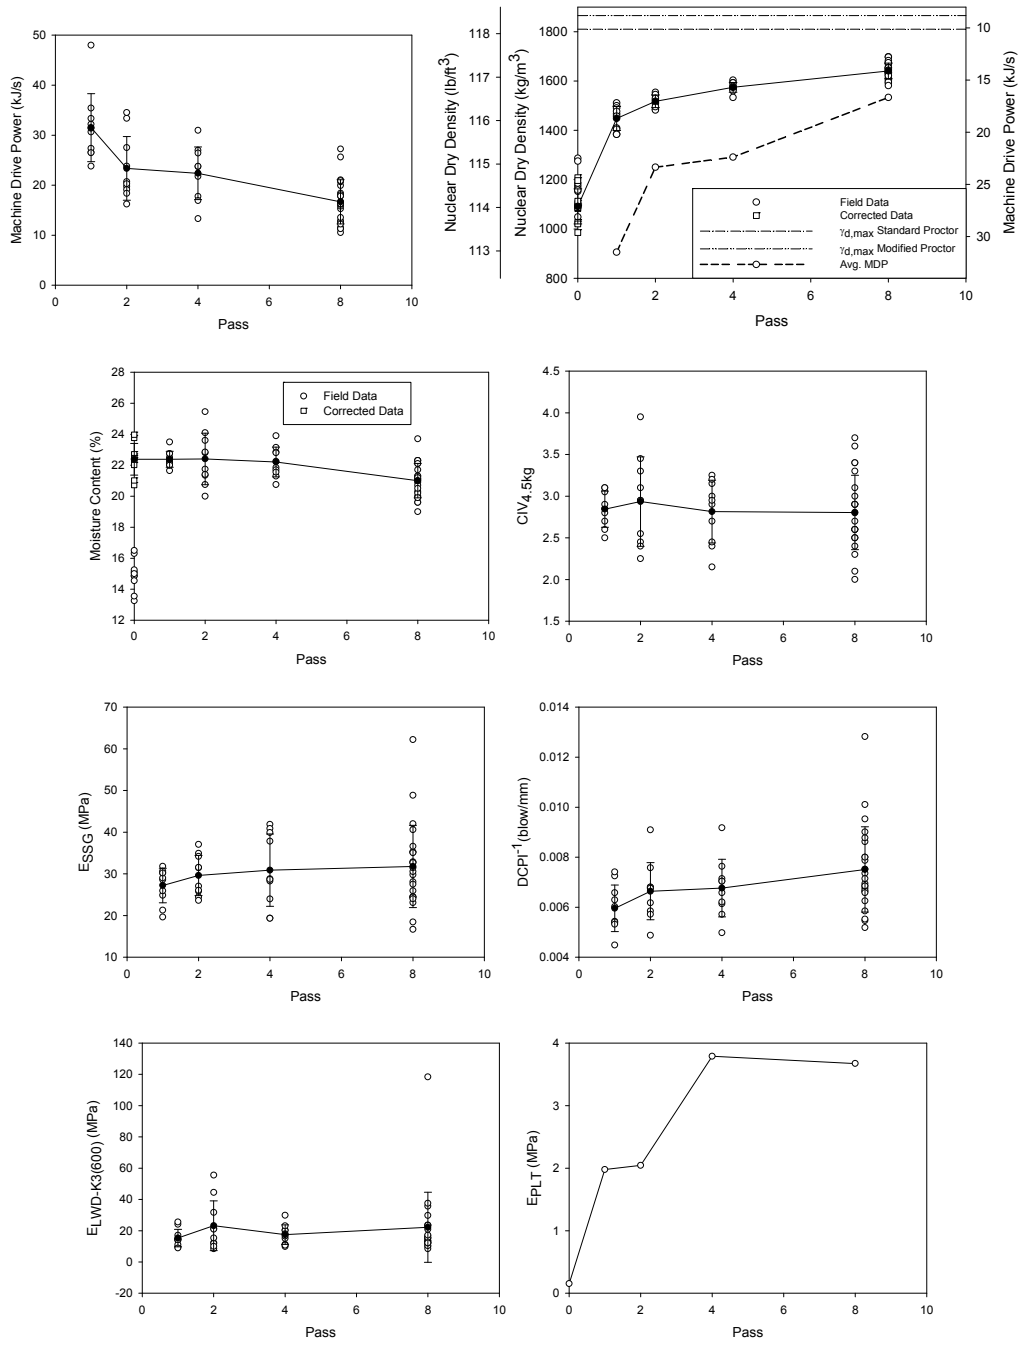 50
40
30
20
10
0
0 2 4 6 8 10
Pass
Machine Drive Power (kJ/s)
118
117
116
115
114
113
Nuclear Dry Density (lb/ft3)
Nuclear Dry Density (kg/m3)
1800
1600
1400
1200
1000
800
10
15
20
25
30
Machine Drive Power (kJ/s)
Field Data
Corrected Data
γd,max Standard Proctor
γd,max Modified Proctor
Avg. MDP
0 2 4 6 8 10
Pass
28
26
24
22
20
18
16
14
12
Moisture Content (%)
Field Data
Corrected Data
0 2 4 6 8 10
Pass
4.5
4.0
3.5
3.0
2.5
2.0
1.5
CIV4.5kg
0 2 4 6 8 10
Pass
70
60
50
40
30
20
10
ESSG (MPa)
0 2 4 6 8 10
Pass
0.014
0.012
0.010
0.008
0.006
0.004
DCPI-1(blow/mm)
0 2 4 6 8 10
Pass
140
120
100
80
60
40
20
0
-20
ELWD-K3(600) (MPa)
0 2 4 6 8 10
Pass
4
3
2
1
0
EPLT (MPa)
0 2 4 6 8 10
Pass